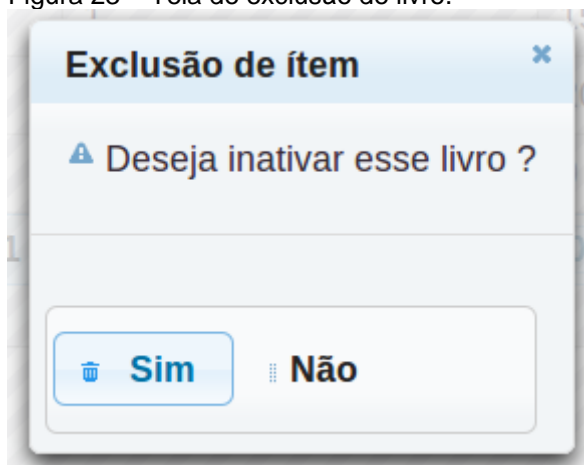 Exclusão de ítem
Deseja inativar esse livro ?
Sim Não